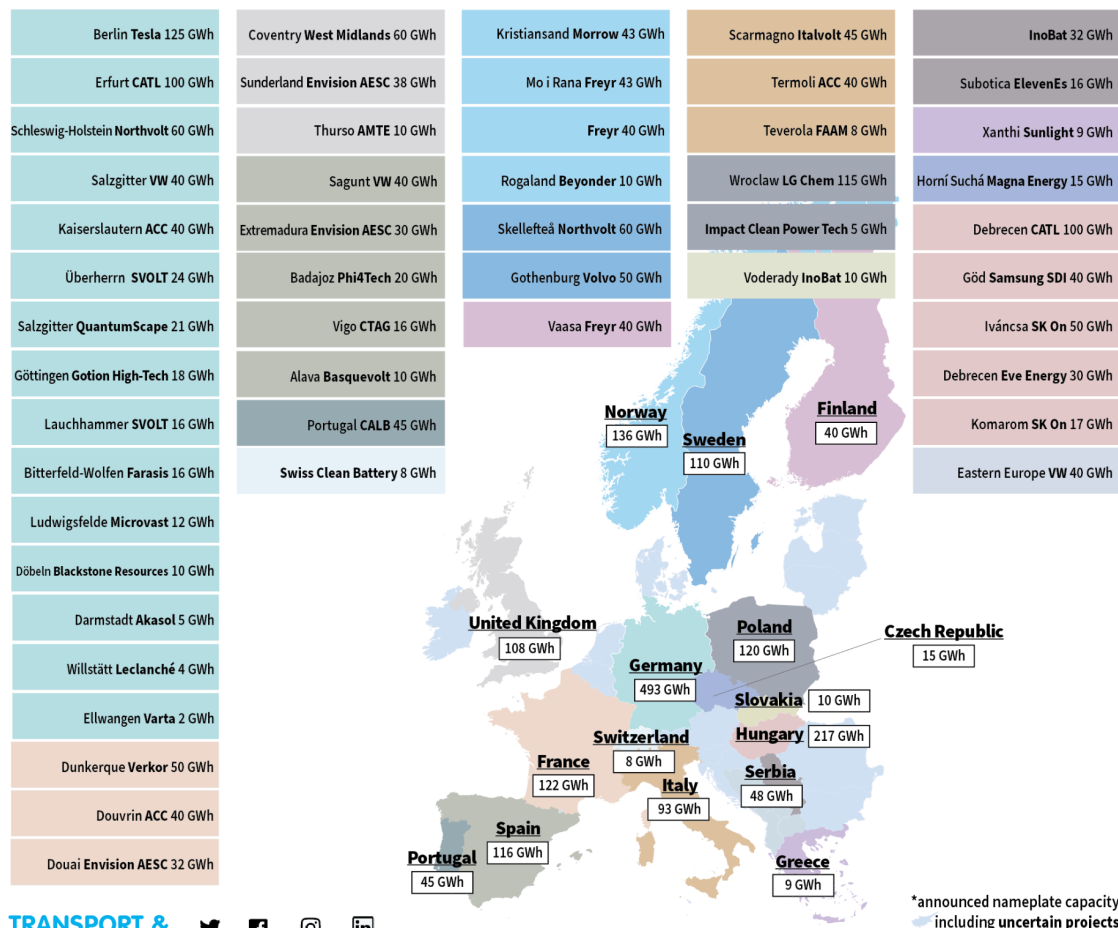 Berlin Tesla 125 GWh
Erfurt CATL 100 GWh
Schleswig-Holstein Northvolt 60 GWh
Salzgitter VW 40 GWh
Kaiserslautern ACC 40 GWh
Überherrn SVOLT 24 GWh
Salzgitter QuantumScape 21 GWh
Göttingen Gotion High-Tech 18 GWh
Lauchhammer SVOLT 16 GWh
Bitterfeld-Wolfen Farasis 16 GWh
Ludwigsfelde Microvast 12 GWh
Döbeln Blackstone Resources 10 GWh
Darmstadt Akasol 5 GWh
Willstätt Leclanché 4 GWh
Ellwangen Varta 2 GWh
Dunkerque Verkor 50 GWh
Douvrin ACC 40 GWh
Douai Envision AESC 32 GWh
Coventry West Midlands 60 GWh
Sunderland Envision AESC 38 GWh
Thurso AMTE 10 GWh
Sagunt VW 40 GWh
Extremadura Envision AESC 30 GWh
Badajoz Phi4Tech 20 GWh
Vigo CTAG 16 GWh
Alava Basquevolt 10 GWh
Portugal CALB 45 GWh
Swiss Clean Battery 8 GWh
Kristiansand Morrow 43 GWh
Mo i Rana Freyr 43 GWh
Freyr 40 GWh
Rogaland Beyonder 10 GWh
Skellefteå Northvolt 60 GWh
Gothenburg Volvo 50 GWh
Vaasa Freyr 40 GWh
Scarmagno Italvolt 45 GWh
Termoli ACC 40 GWh
Teverola FAAM 8 GWh
Wroclaw LG Chem 115 GWh
Impact Clean Power Tech 5 GWh
Voderady InoBat 10 GWh
InoBat 32 GWh
Subotica ElevenEs 16 GWh
Xanthi Sunlight 9 GWh
Horní Suchá Magna Energy 15 GWh
Debrecen CATL 100 GWh
Göd Samsung SDI 40 GWh
Iváncsa SK On 50 GWh
Debrecen Eve Energy 30 GWh
Komarom SK On 17 GWh
Eastern Europe VW 40 GWh
Norway
136 GWh
Sweden
110 GWh
Finland
40 GWh
United Kingdom
108 GWh
Germany
493 GWh
Poland
120 GWh
Czech Republic
15 GWh
Slovakia
10 GWh
Hungary
217 GWh
Switzerland
8 GWh
France
122 GWh
Italy
93 GWh
Serbia
48 GWh
Spain
116 GWh
Portugal
45 GWh
Greece
9 GWh
*announced nameplate capacity
including uncertain projects
TRANSPORT &